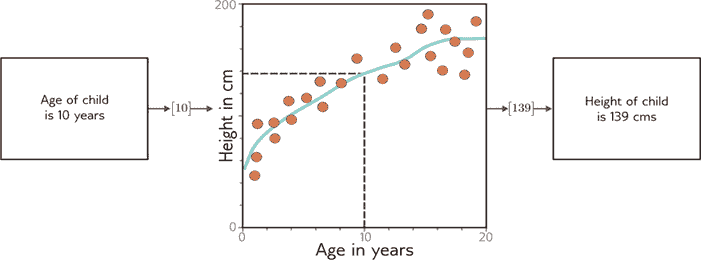 Age of child
is 10 years
[10]
200
Height in cm
0
0
10
20
Age in years
[139]
Height of child
is 139 cms